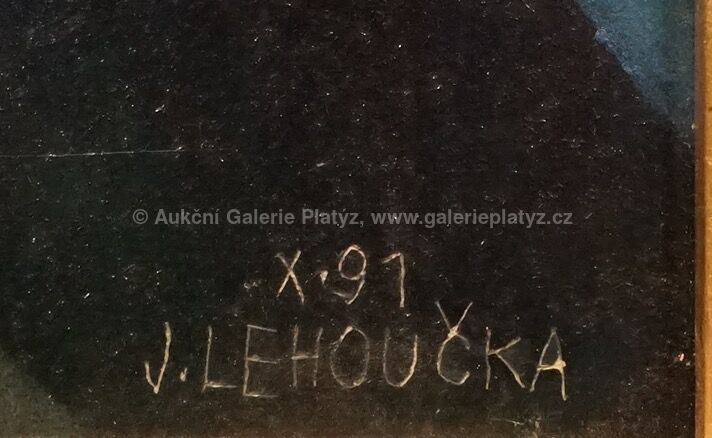 © Aukční Galerie Platýz, www.galerieplatyz.cz
X.91
J. LEHOUČKA